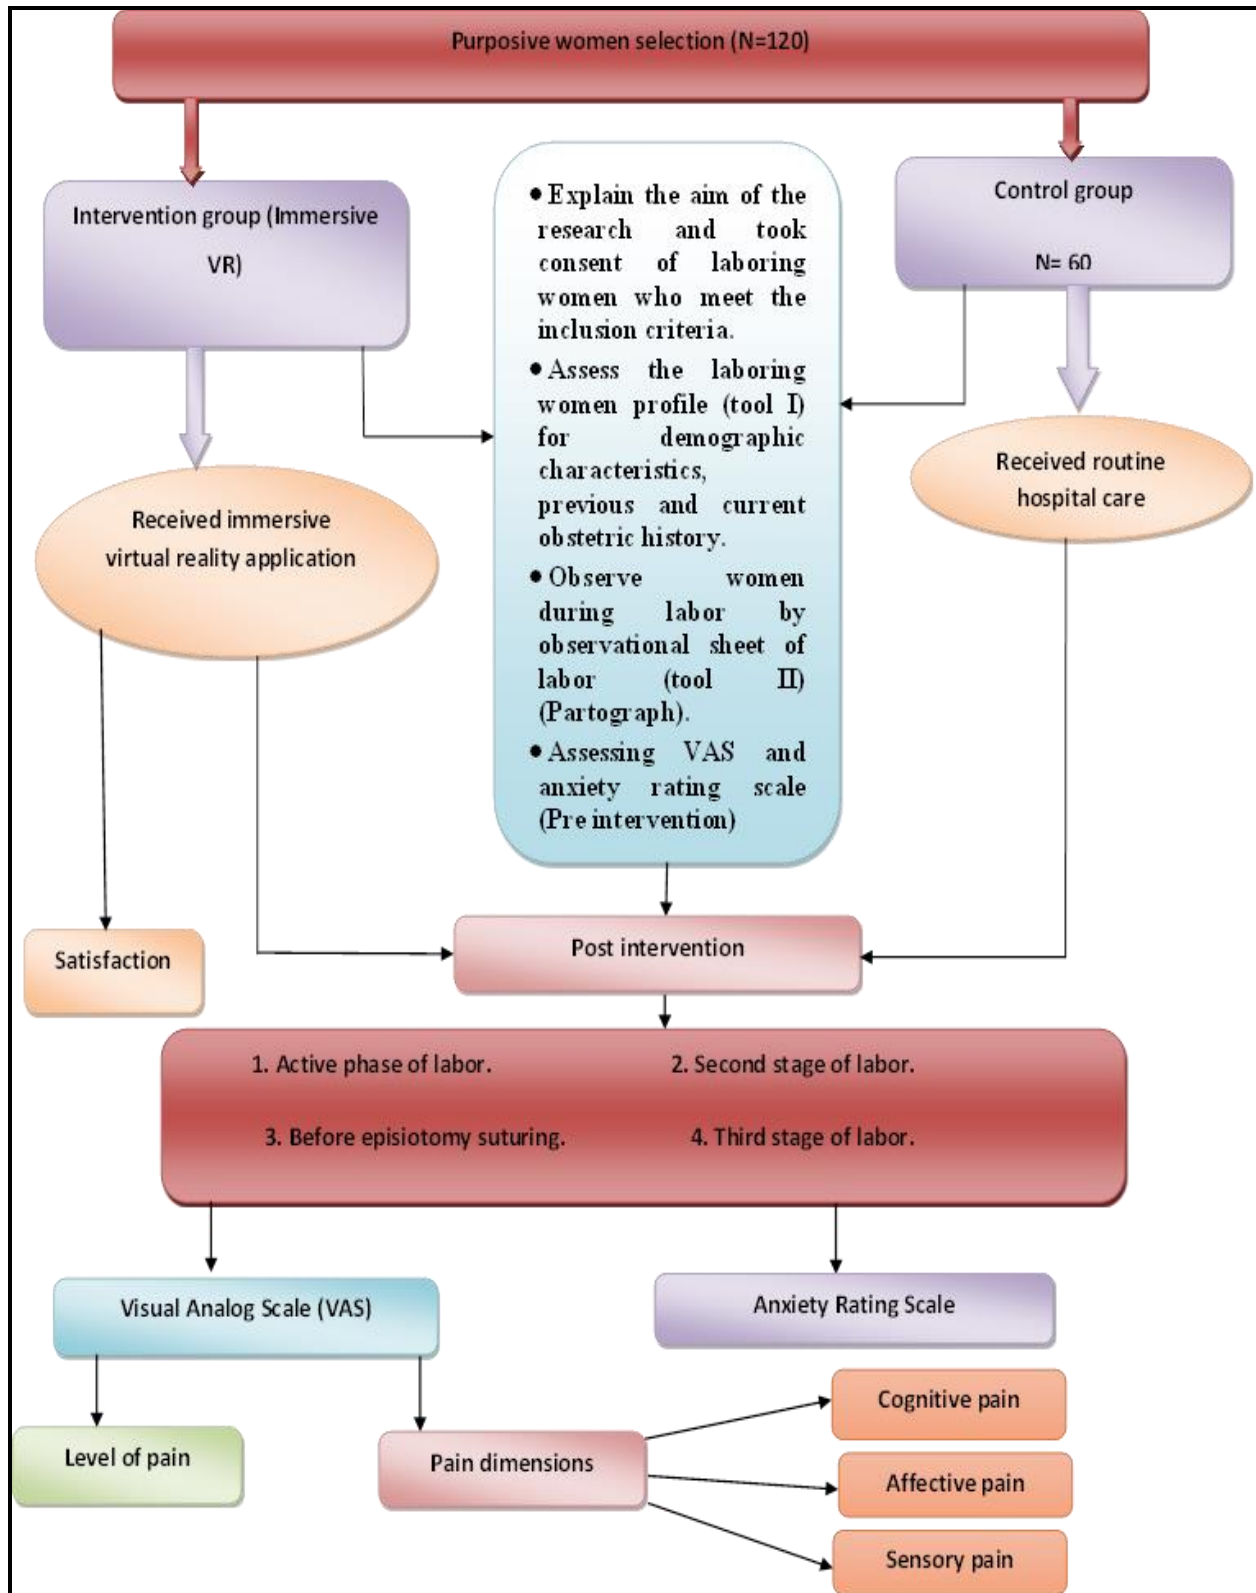 Purposive women selection (N=120)
Intervention group (Immersive
VR)
Control group
N= 60
• Explain the aim of the
research and took
consent of laboring
women who meet the
inclusion criteria.
• Assess the laboring
women profile (tool I)
for demographic
characteristics,
previous and current
obstetric history.
• Observe women
during labor by
observational sheet of
labor (tool II)
(Partograph).
• Assessing VAS and
anxiety rating scale
(Pre intervention)
Received immersive
virtual reality application
Received routine
hospital care
Satisfaction
Post intervention
1. Active phase of labor.
2. Second stage of labor.
3. Before episiotomy suturing.
4. Third stage of labor.
Visual Analog Scale (VAS)
Anxiety Rating Scale
Level of pain
Pain dimensions
Cognitive pain
Affective pain
Sensory pain